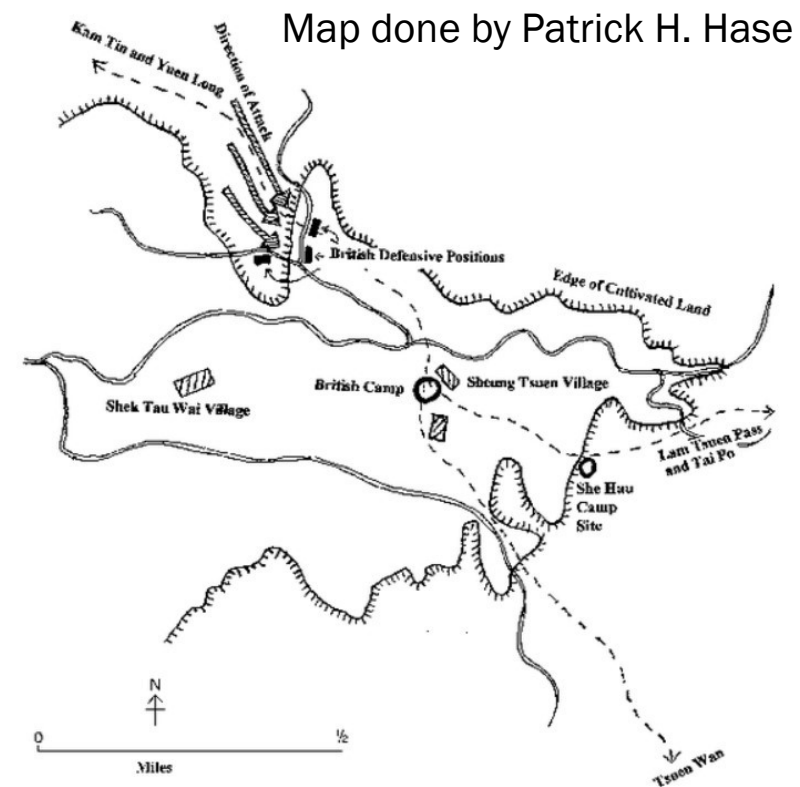 Map done by Patrick H. Hase
Kam Tin and Yuen Long
Direction of Attack
British Defensive Positions
Edge of Cultivated Land
British Camp
Sheung Tsuen Village
Shek Tau Wai Village
Lam Tsuen Pass
and Tai Po
She Hau
Camp
Site
N
0
½
Miles
Tsuen Wan